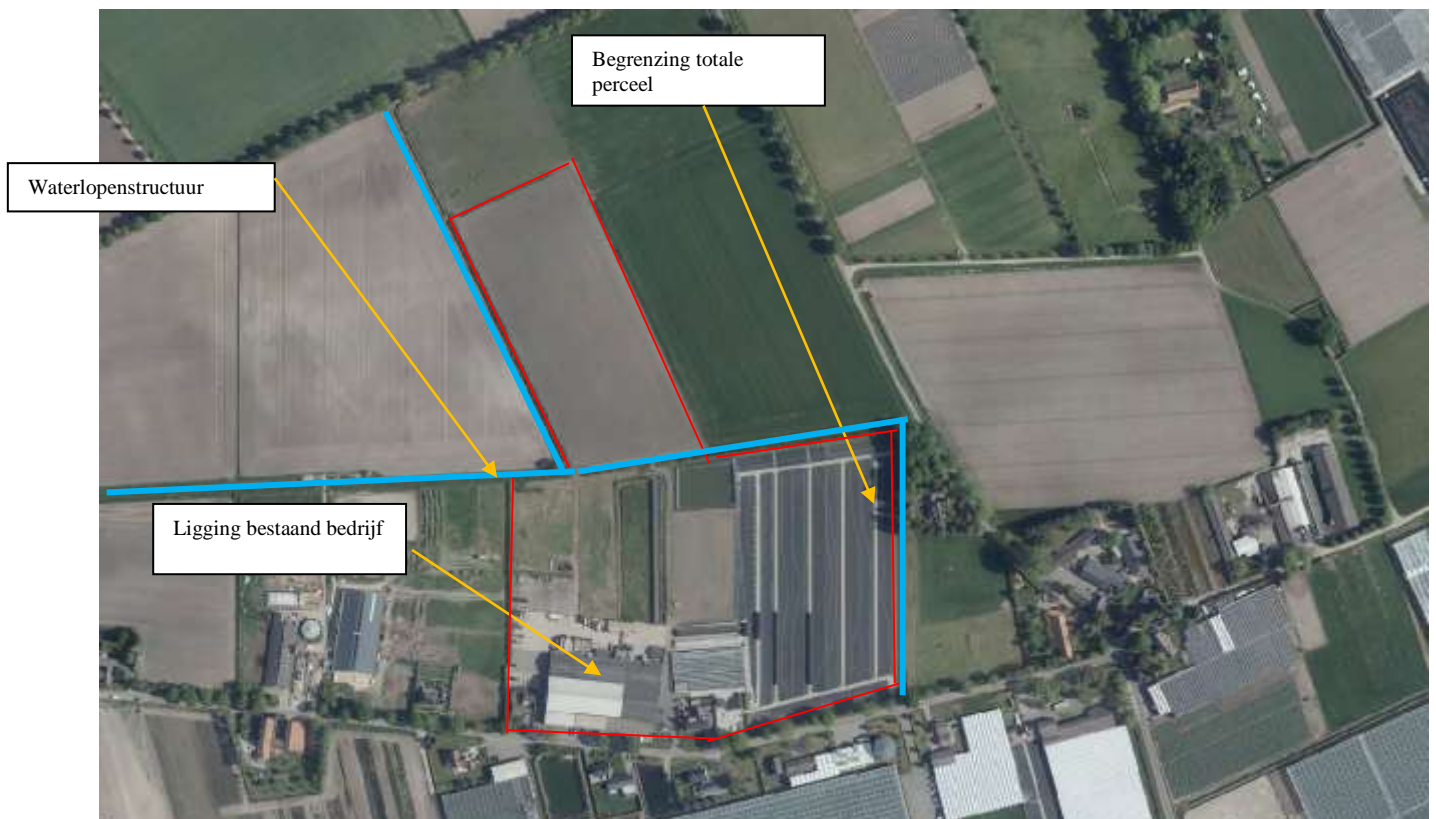 Begrenzing totale
perceel
Waterlopenstructuur
Ligging bestaand bedrijf